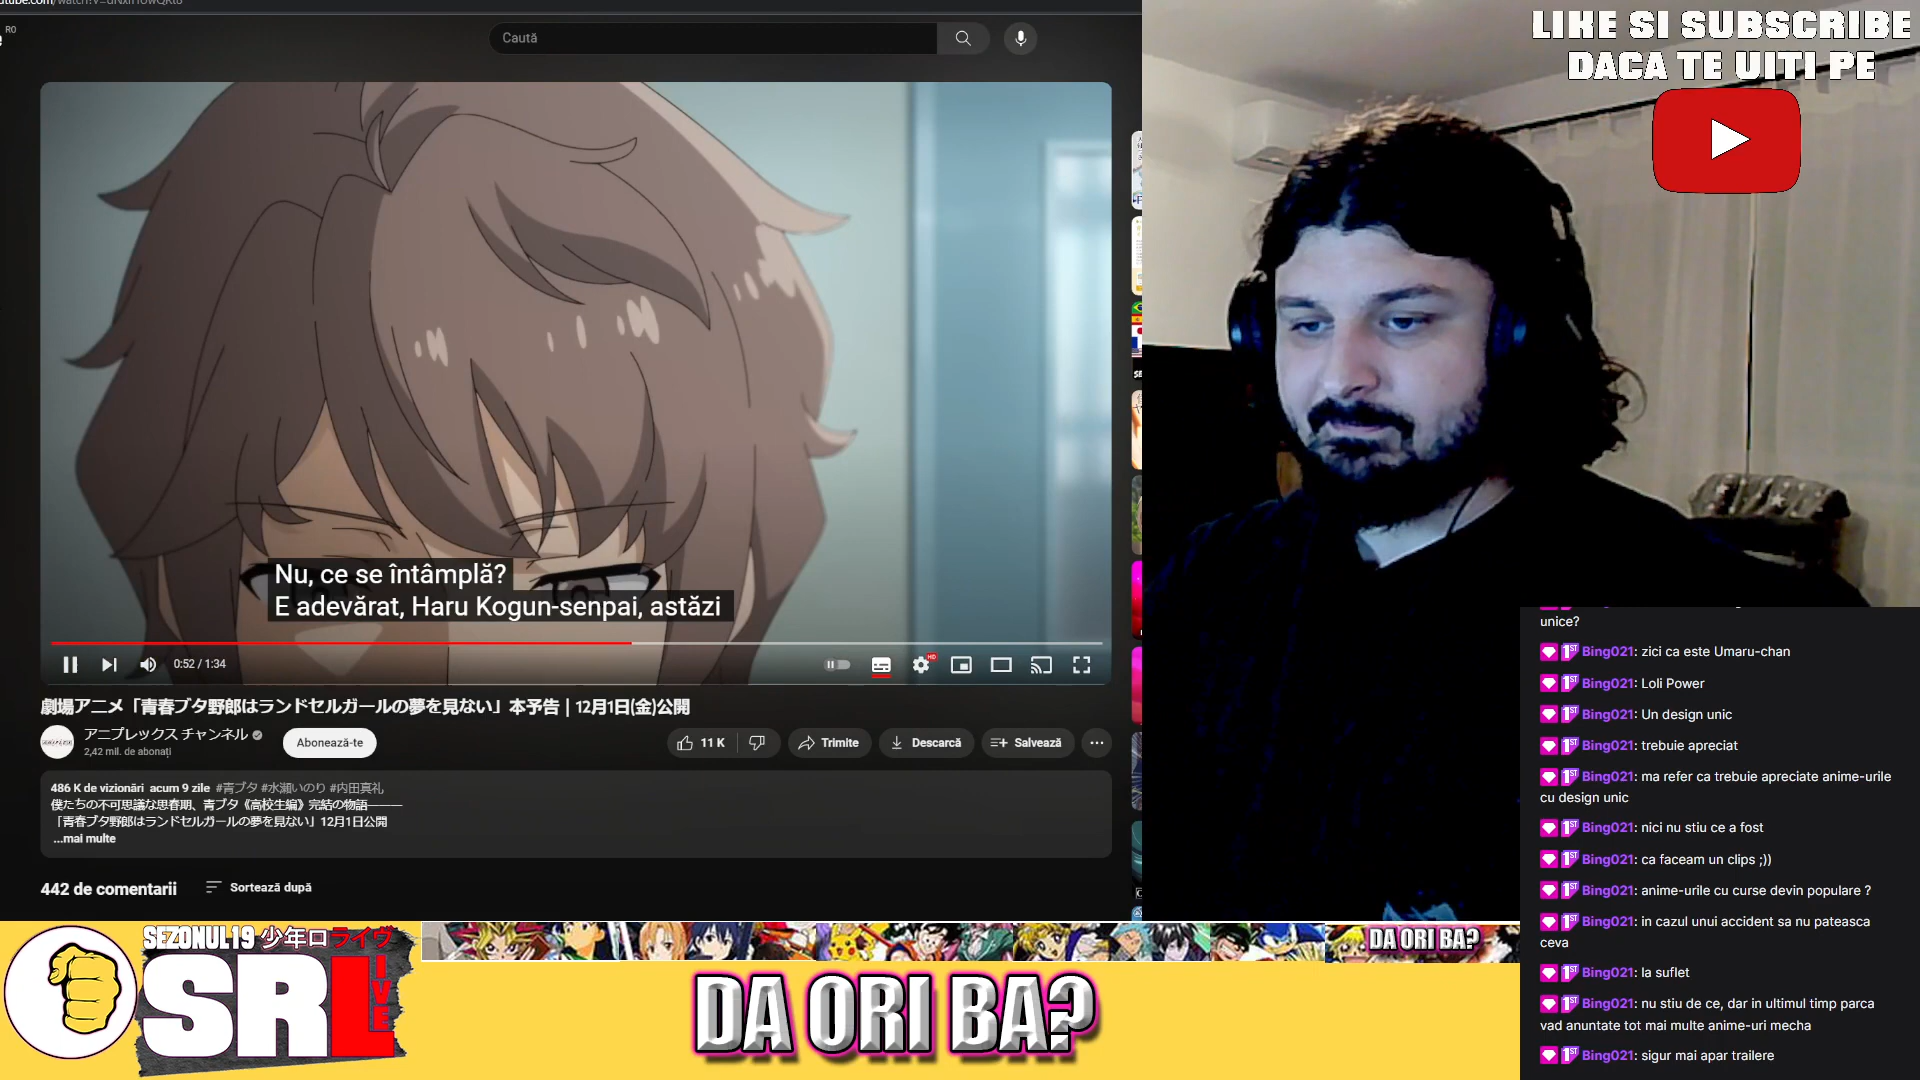 RO
Caută
LIKE SI SUBSCRIBE
DACA TE UITI PE
Nu, ce se întâmplă?
E adevărat, Haru Kogun-senpai, astăzi
0:52 / 1:34
HD
劇場アニメ「青春ブタ野郎はランドセルガールの夢を見ない」本予告 | 12月1日(金)公開
アニプレックス チャンネル
2,42 mil. de abonați
Abonează-te
11 K
Trimite
Descarcă
Salvează
486 K de vizionări acum 9 zile #青ブタ #水瀬いのり #内田真礼
僕たちの不可思議な思春期、青ブタ《高校生編》完結の物語———
「青春ブタ野郎はランドセルガールの夢を見ない」12月1日公開
...mai multe
442 de comentarii
Sortează după
unice?
Bing021: zici ca este Umaru-chan
Bing021: Loli Power
Bing021: Un design unic
Bing021: trebuie apreciat
Bing021: ma refer ca trebuie apreciate anime-urile
cu design unic
Bing021: nici nu stiu ce a fost
Bing021: ca faceam un clips ;))
Bing021: anime-urile cu curse devin populare ?
Bing021: in cazul unui accident sa nu pateasca
ceva
Bing021: la suflet
Bing021: nu stiu de ce, dar in ultimul timp parca
vad anuntate tot mai multe anime-uri mecha
Bing021: sigur mai apar trailere
SEZONUL19 少年ロライヴ
SRL
LIVE
DA ORI BA?
DA ORI BA?